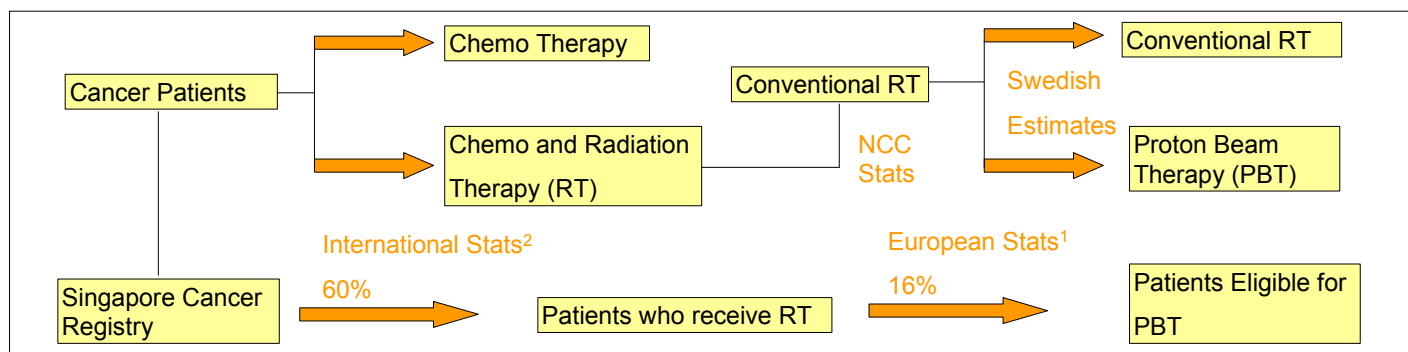 Cancer Patients
Chemo Therapy
Chemo and Radiation
Therapy (RT)
Conventional RT
NCC
Stats
Swedish
Estimates
Conventional RT
Proton Beam
Therapy (PBT)
Singapore Cancer
Registry
International Stats²
60%
Patients who receive RT
European Stats¹
16%
Patients Eligible for
PBT